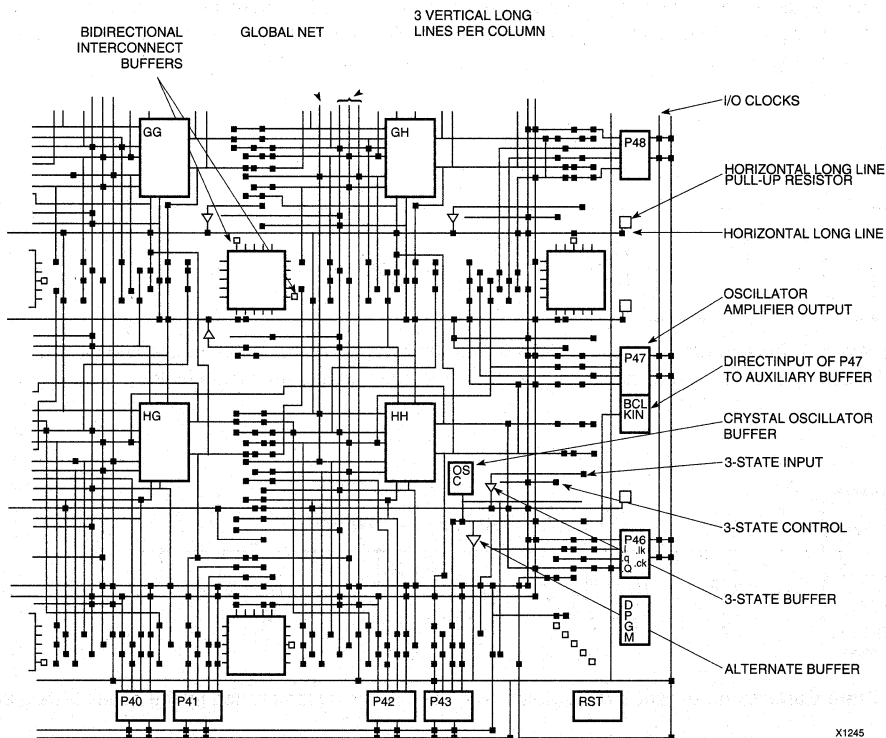 3 VERTICAL LONG
LINES PER COLUMN
BIDIRECTIONAL
INTERCONNECT
BUFFERS
GLOBAL NET
I/O CLOCKS
GG
GH
P48
HORIZONTAL LONG LINE
PULL-UP RESISTOR
HORIZONTAL LONG LINE
OSCILLATOR
AMPLIFIER OUTPUT
P47
DIRECTINPUT OF P47
TO AUXILIARY BUFFER
BCL
KIN
HG
HH
CRYSTAL OSCILLATOR
BUFFER
OS
C
3-STATE INPUT
3-STATE CONTROL
P46
.i .lk
.q
Q .ck
3-STATE BUFFER
D
P
G
M
ALTERNATE BUFFER
P40
P41
P42
P43
RST
X1245